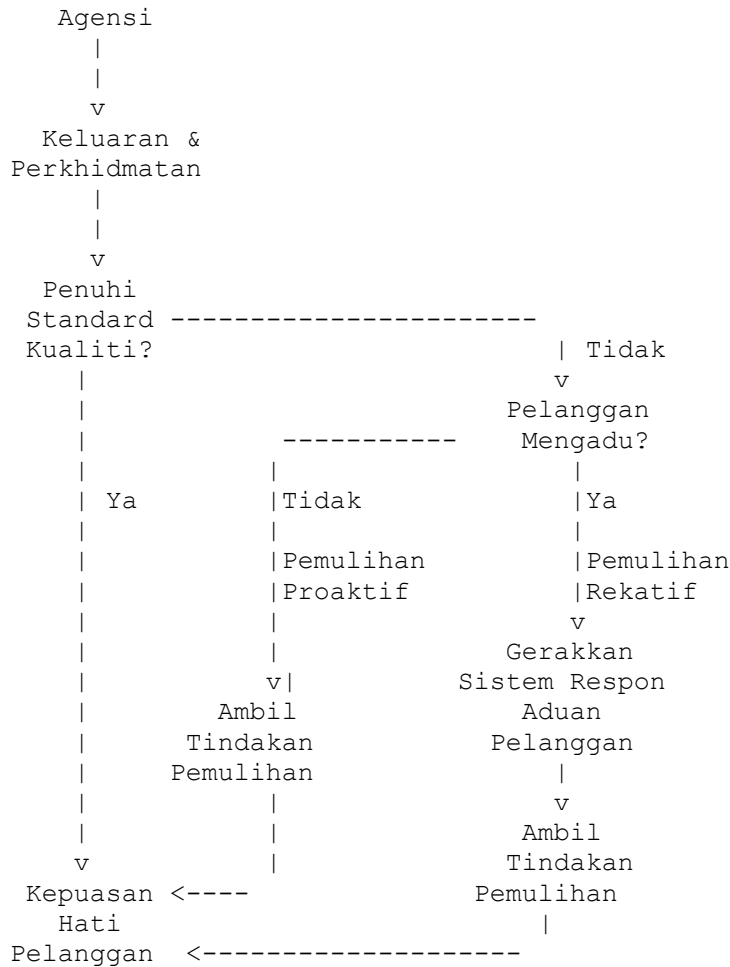 Agensi
Keluaran &
Perkhidmatan
Penuhi
Standard
Kualiti?
Tidak
Pelanggan
Mengadu?
Ya
Tidak
Ya
Pemulihan
Proaktif
Pemulihan
Rekatif
Gerakkan
Sistem Respon
Aduan
Pelanggan
Ambil
Tindakan
Pemulihan
Ambil
Tindakan
Pemulihan
Kepuasan
Hati
Pelanggan